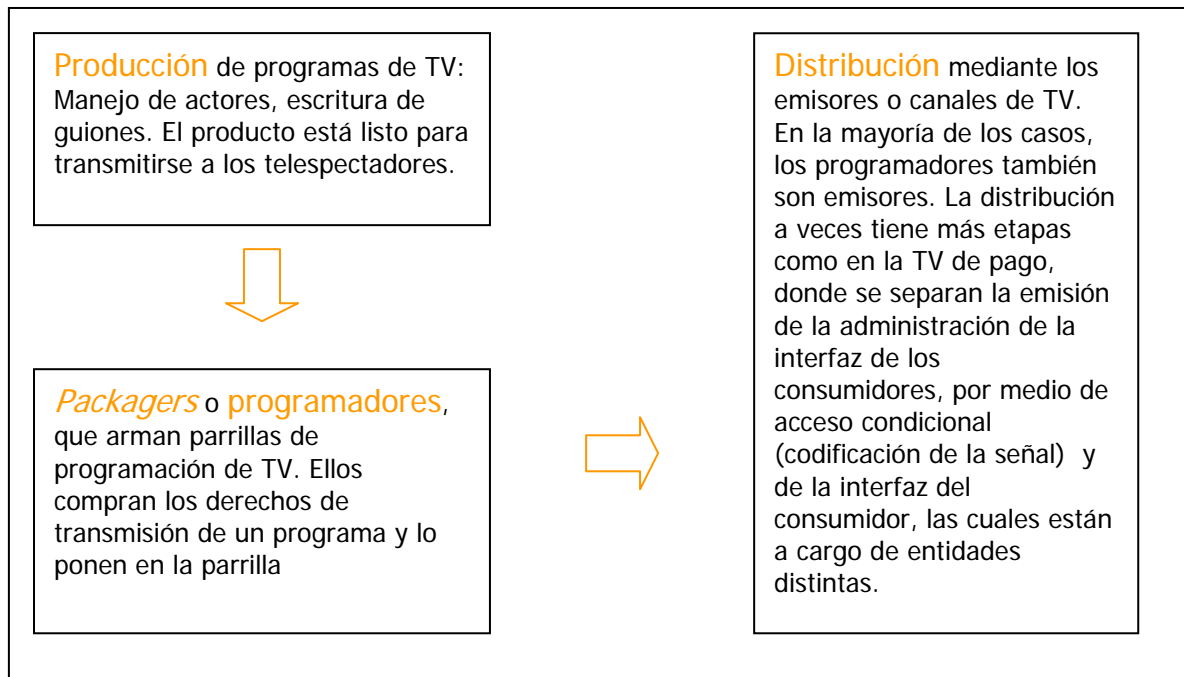 Producción de programas de TV:
Manejo de actores, escritura de
guiones. El producto está listo para
transmitirse a los telespectadores.
Packagers o programadores,
que arman parrillas de
programación de TV. Ellos
compran los derechos de
transmisión de un programa y lo
ponen en la parrilla
Distribución mediante los
emisores o canales de TV.
En la mayoría de los casos,
los programadores también
son emisores. La distribución
a veces tiene más etapas
como en la TV de pago,
donde se separan la emisión
de la administración de la
interfaz de los
consumidores, por medio de
acceso condicional
(codificación de la señal) y
de la interfaz del
consumidor, las cuales están
a cargo de entidades
distintas.